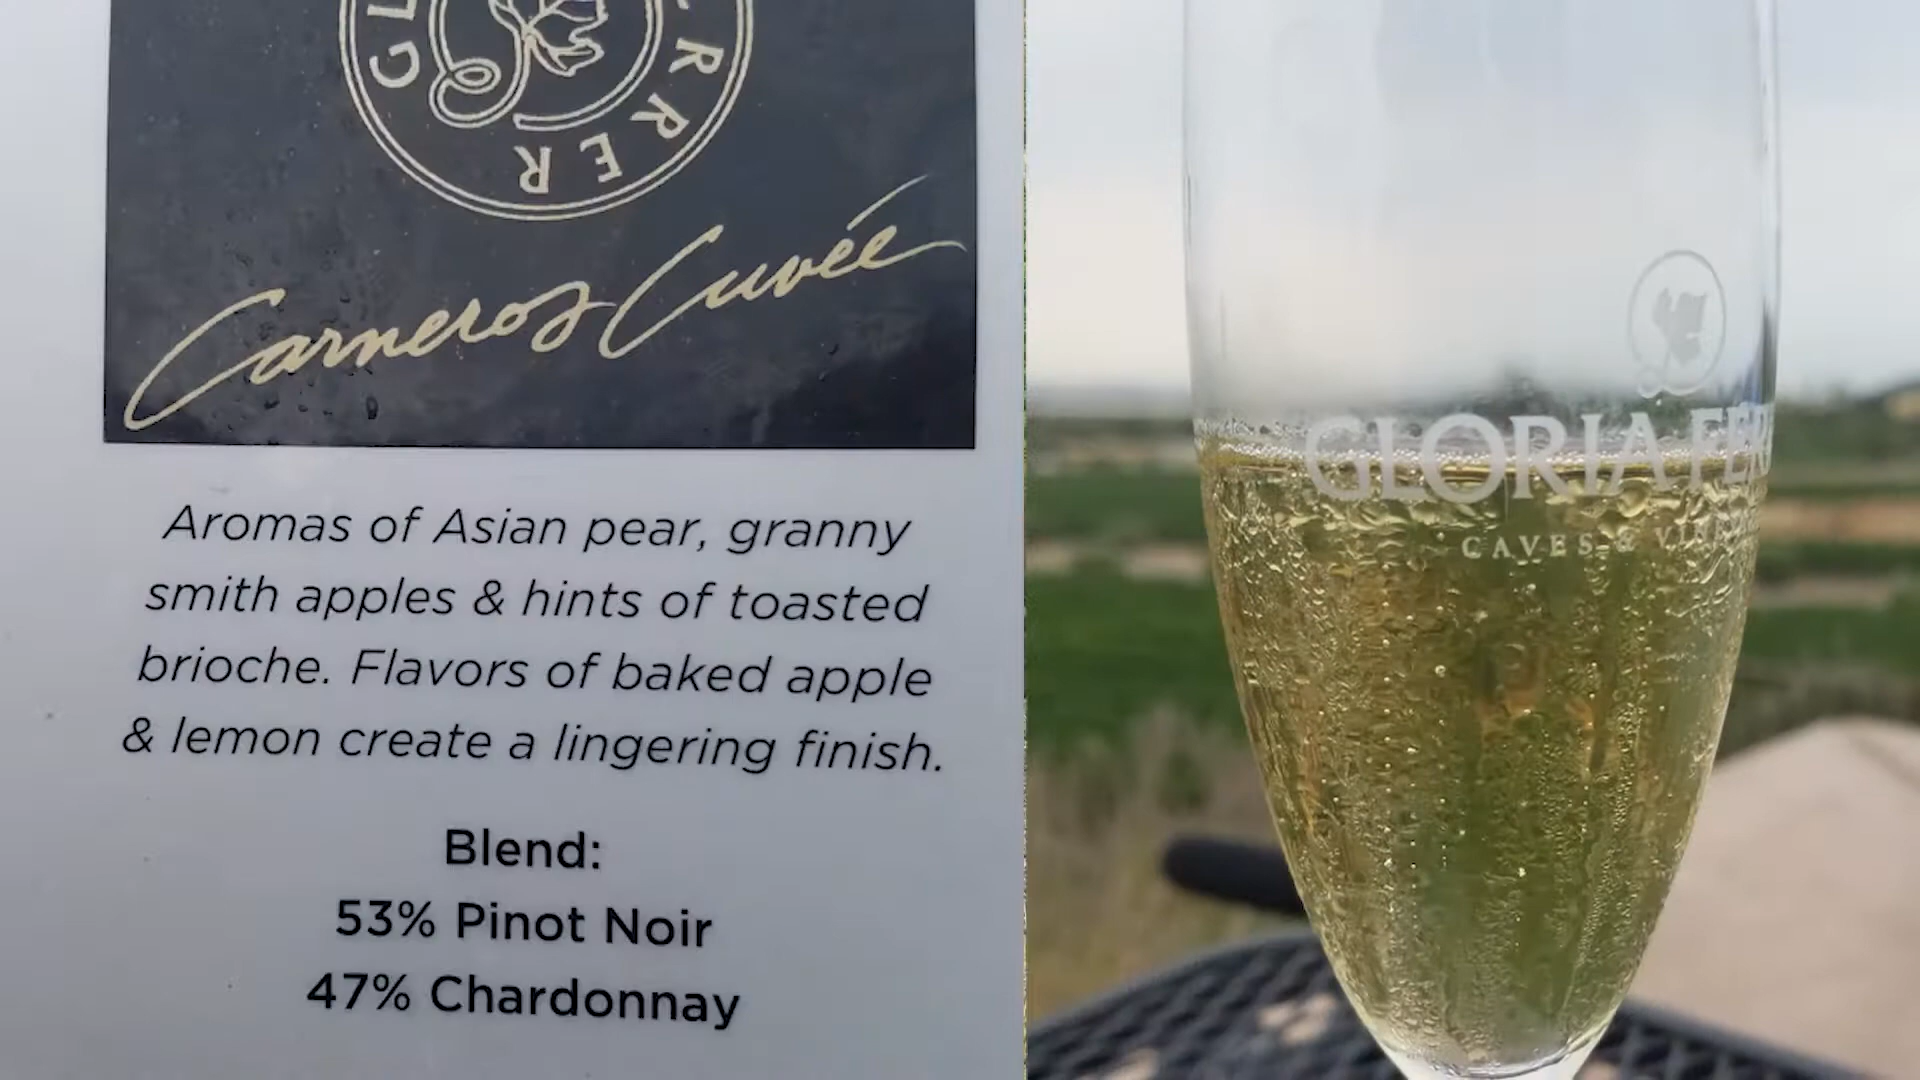 Carneros Cuvée
Aromas of Asian pear, granny
smith apples & hints of toasted
brioche. Flavors of baked apple
& lemon create a lingering finish.
Blend:
53% Pinot Noir
47% Chardonnay
GLORIA FER
CAVES &